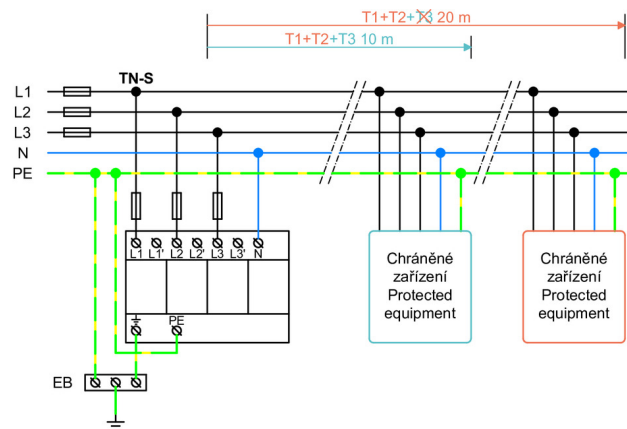 T1+T2+T3 20 m
T1+T2+T3 10 m
TN-S
L1
L2
L3
N
PE
L1 L1' L2 L2' L3 L3' N
PE
Chráněné
zařízení
Protected
equipment
Chráněné
zařízení
Protected
equipment
EB